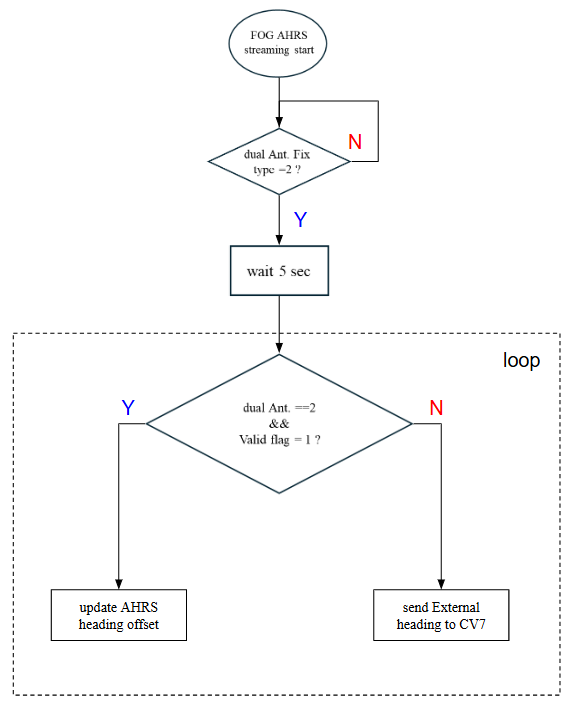 FOG AHRS
streaming start
N
dual Ant. Fix
type =2 ?
Y
wait 5 sec
loop
Y
N
dual Ant. ==2
&&
Valid flag = 1 ?
update AHRS
heading offset
send External
heading to CV7